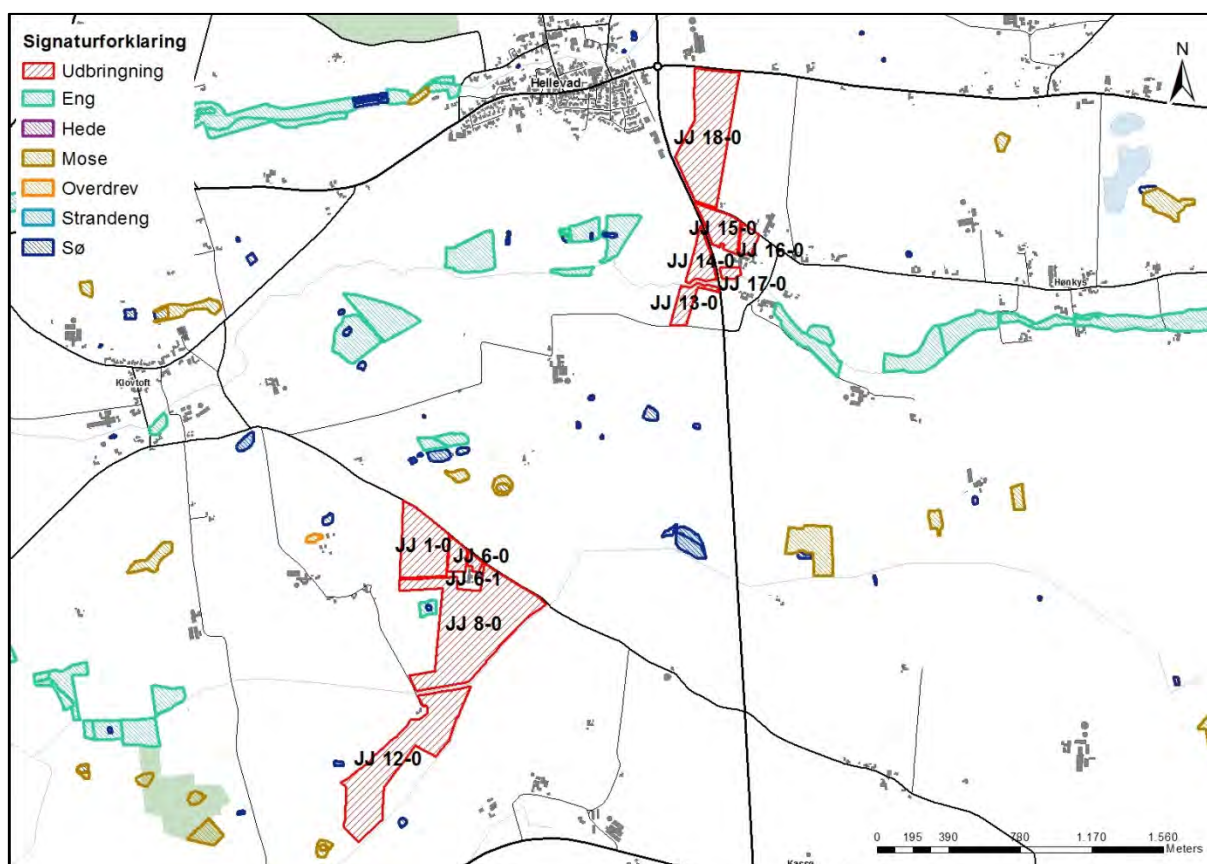 Signaturforklaring
Udbringning
Eng
Hede
Mose
Overdrev
Strandeng
Sø
Hellevad
N
JJ 18-0
JJ 15-0
JJ 16-0
JJ 14-0
JJ 17-0
JJ 13-0
Hønkys
Klovtoft
JJ 1-0
JJ 6-0
JJ 6-1
JJ 8-0
JJ 12-0
0 195 390 780 1.170 1.560
Meters